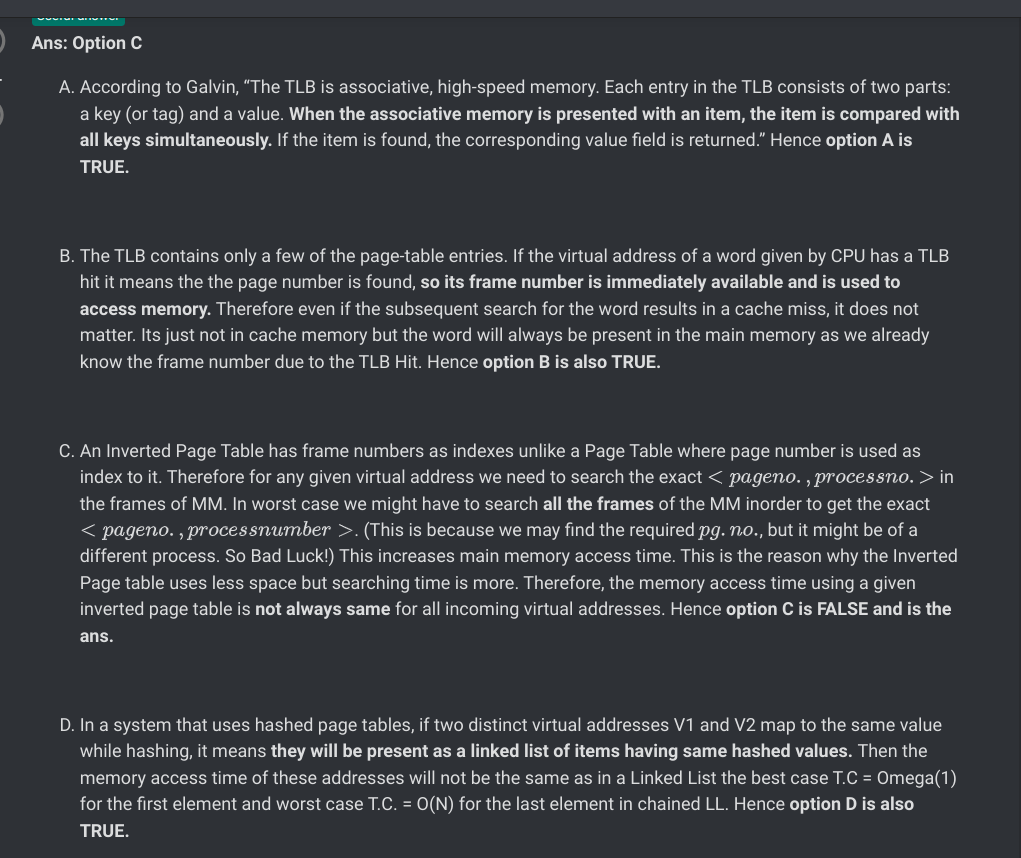 Useful answer
Ans: Option C
A. According to Galvin, “The TLB is associative, high-speed memory. Each entry in the TLB consists of two parts:
a key (or tag) and a value. When the associative memory is presented with an item, the item is compared with
all keys simultaneously. If the item is found, the corresponding value field is returned.” Hence option A is
TRUE.
B. The TLB contains only a few of the page-table entries. If the virtual address of a word given by CPU has a TLB
hit it means the the page number is found, so its frame number is immediately available and is used to
access memory. Therefore even if the subsequent search for the word results in a cache miss, it does not
matter. Its just not in cache memory but the word will always be present in the main memory as we already
know the frame number due to the TLB Hit. Hence option B is also TRUE.
C. An Inverted Page Table has frame numbers as indexes unlike a Page Table where page number is used as
index to it. Therefore for any given virtual address we need to search the exact < pageno. , processno. > in
the frames of MM. In worst case we might have to search all the frames of the MM inorder to get the exact
< pageno. , processnumber >. (This is because we may find the required pg. no., but it might be of a
different process. So Bad Luck!) This increases main memory access time. This is the reason why the Inverted
Page table uses less space but searching time is more. Therefore, the memory access time using a given
inverted page table is not always same for all incoming virtual addresses. Hence option C is FALSE and is the
ans.
D. In a system that uses hashed page tables, if two distinct virtual addresses V1 and V2 map to the same value
while hashing, it means they will be present as a linked list of items having same hashed values. Then the
memory access time of these addresses will not be the same as in a Linked List the best case T.C = Omega(1)
for the first element and worst case T.C. = O(N) for the last element in chained LL. Hence option D is also
TRUE.